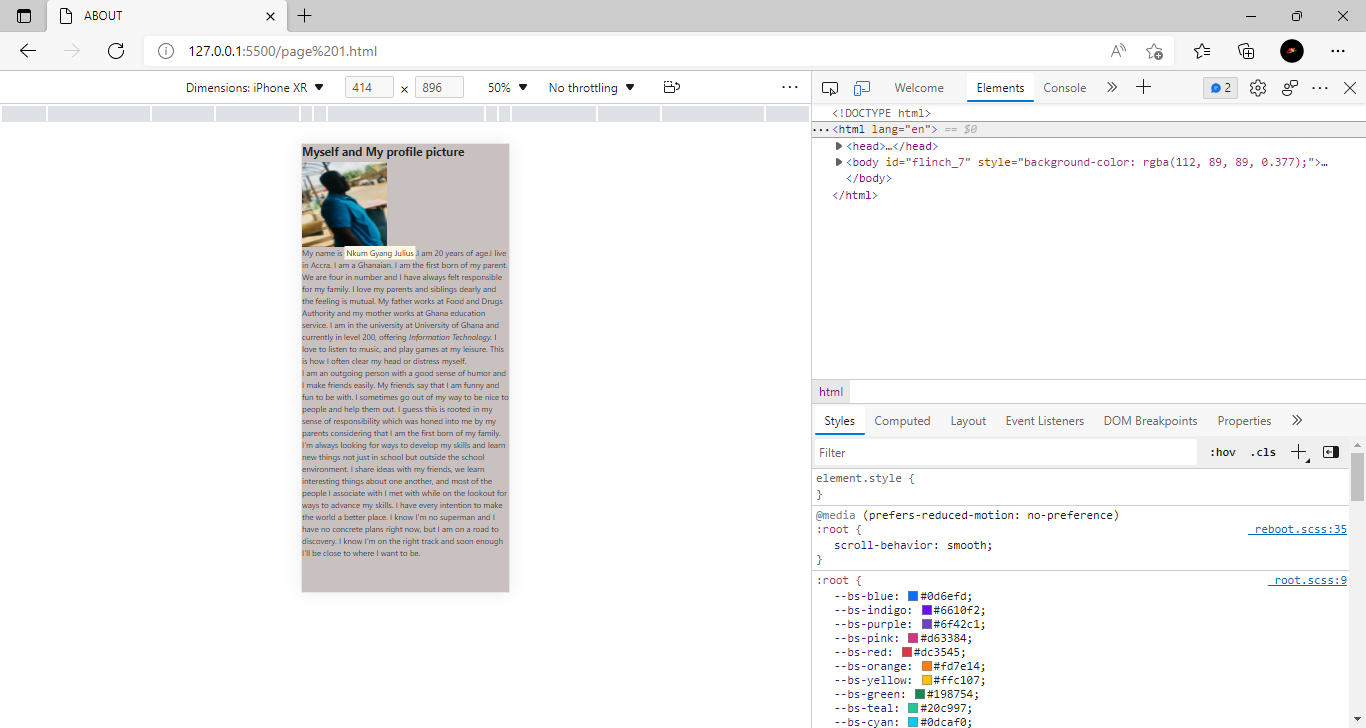 ABOUT
127.0.0.1:5500/page%201.html
Dimensions: iPhone XR
414
×
896
50%
No throttling
Welcome
Elements
Console
2
Myself and My profile picture
My name is Nkum Gyang Julius.I am 20 years of age.I live
in Accra. I am a Ghanaian. I am the first born of my parent.
We are four in number and I have always felt responsible
for my family. I love my parents and siblings dearly and
the feeling is mutual. My father works at Food and Drugs
Authority and my mother works at Ghana education
service. I am in the university at University of Ghana and
currently in level 200, offering Information Technology. I
love to listen to music, and play games at my leisure. This
is how I often clear my head or distress myself.
I am an outgoing person with a good sense of humor and
I make friends easily. My friends say that I am funny and
fun to be with. I sometimes go out of my way to be nice to
people and help them out. I guess this is rooted in my
sense of responsibility which was honed into me by my
parents considering that I am the first born of my family.
I'm always looking for ways to develop my skills and learn
new things not just in school but outside the school
environment. I share ideas with my friends, we learn
interesting things about one another, and most of the
people I associate with I met with while on the lookout for
ways to advance my skills. I have every intention to make
the world a better place. I know I'm no superman and I
have no concrete plans right now, but I am on a road to
discovery. I know I'm on the right track and soon enough
I'll be close to where I want to be.
<!DOCTYPE html>
<html lang="en"> == $0
<head>…</head>
<body id="flinch_7" style="background-color: rgba(112, 89, 89, 0.377);">…
</body>
</html>
html
Styles
Computed
Layout
Event Listeners
DOM Breakpoints
Properties
Filter
:hov
.cls
element.style {
}
@media (prefers-reduced-motion: no-preference)
:root {
_reboot.scss:35
scroll-behavior: smooth;
}
:root {
_root.scss:9
--bs-blue: #0d6efd;
--bs-indigo: #6610f2;
--bs-purple: #6f42c1;
--bs-pink: #d63384;
--bs-red: #dc3545;
--bs-orange: #fd7e14;
--bs-yellow: #ffc107;
--bs-green: #198754;
--bs-teal: #20c997;
--bs-cyan: #0dcaf0;